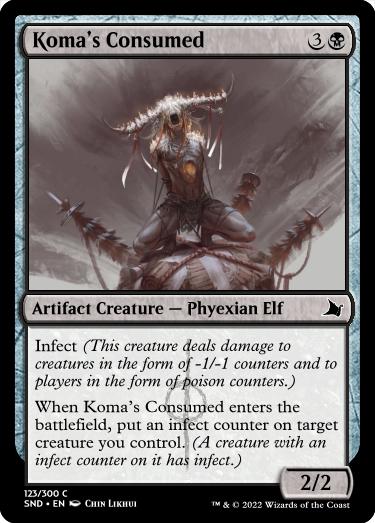 Koma's Consumed 3
Artifact Creature — Phyexian Elf
Infect (This creature deals damage to
creatures in the form of -1/-1 counters and to
players in the form of poison counters.)
When Koma's Consumed enters the
battlefield, put an infect counter on target
creature you control. (A creature with an
infect counter on it has infect.)
2/2
123/300 C
SND • EN Chin Likhui
™ & © 2022 Wizards of the Coast